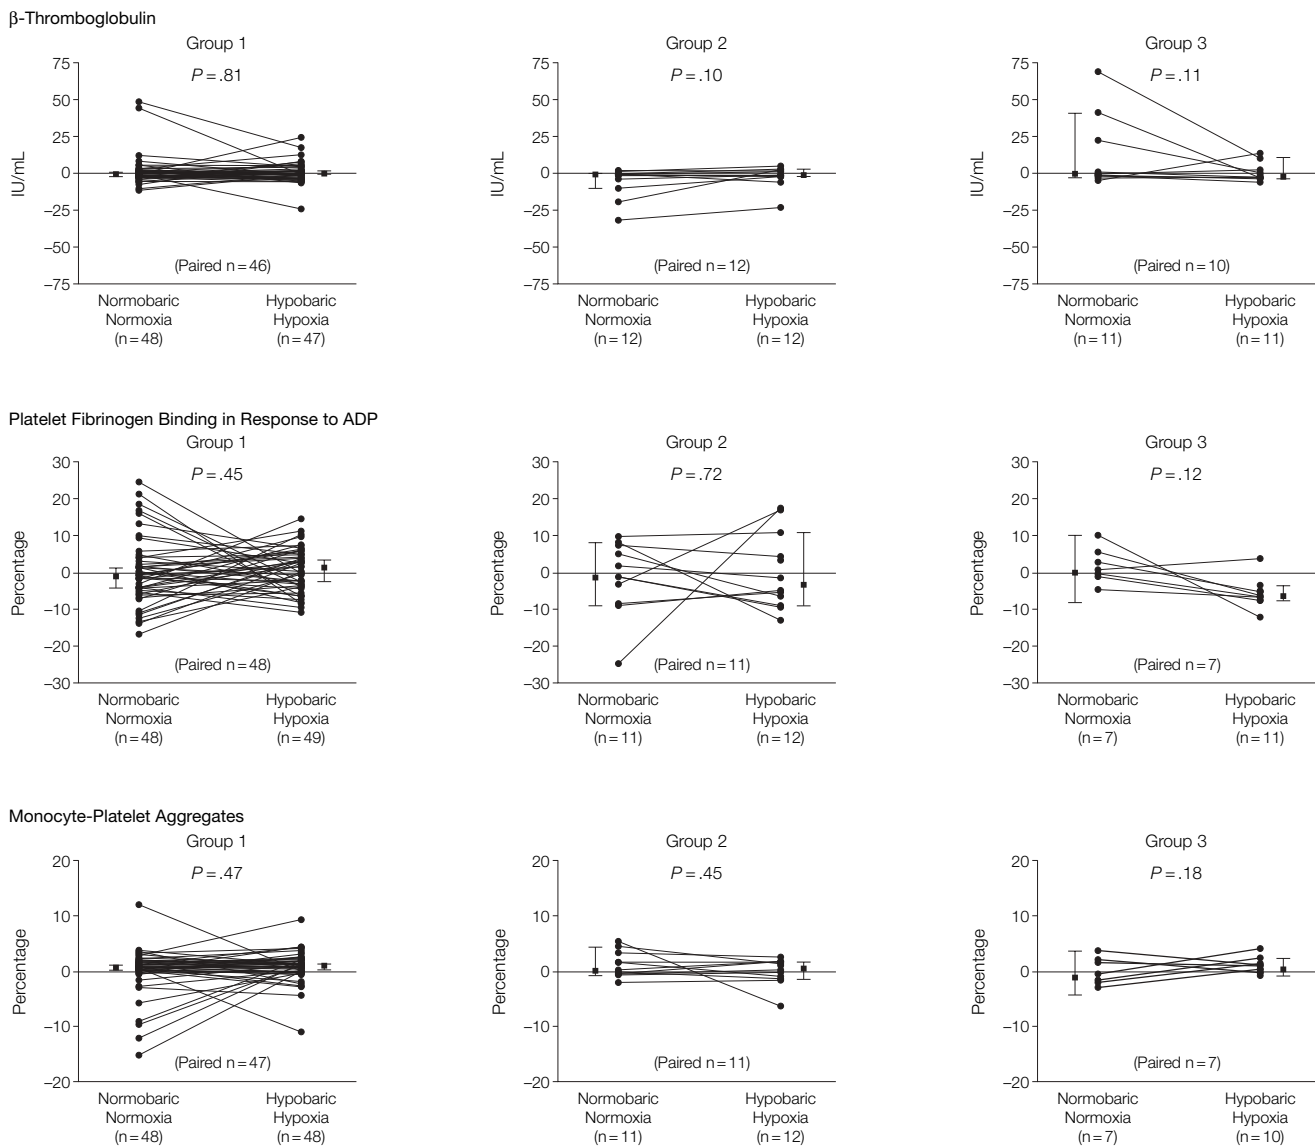 β-Thromboglobulin
Group 1
P = .81
75
50
25
0
–25
–50
–75
IU/mL
(Paired n = 46)
Normobaric
Normoxia
(n = 48)
Hypobaric
Hypoxia
(n = 47)
Group 2
P = .10
75
50
25
0
–25
–50
–75
IU/mL
(Paired n = 12)
Normobaric
Normoxia
(n = 12)
Hypobaric
Hypoxia
(n = 12)
Group 3
P = .11
75
50
25
0
–25
–50
–75
IU/mL
(Paired n = 10)
Normobaric
Normoxia
(n = 11)
Hypobaric
Hypoxia
(n = 11)
Platelet Fibrinogen Binding in Response to ADP
Group 1
P = .45
30
20
10
0
–10
–20
–30
Percentage
(Paired n = 48)
Normobaric
Normoxia
(n = 48)
Hypobaric
Hypoxia
(n = 49)
Group 2
P = .72
30
20
10
0
–10
–20
–30
Percentage
(Paired n = 11)
Normobaric
Normoxia
(n = 11)
Hypobaric
Hypoxia
(n = 12)
Group 3
P = .12
30
20
10
0
–10
–20
–30
Percentage
(Paired n = 7)
Normobaric
Normoxia
(n = 7)
Hypobaric
Hypoxia
(n = 11)
Monocyte-Platelet Aggregates
Group 1
P = .47
20
10
0
–10
–20
Percentage
(Paired n = 47)
Normobaric
Normoxia
(n = 48)
Hypobaric
Hypoxia
(n = 48)
Group 2
P = .45
20
10
0
–10
–20
Percentage
(Paired n = 11)
Normobaric
Normoxia
(n = 11)
Hypobaric
Hypoxia
(n = 12)
Group 3
P = .18
20
10
0
–10
–20
Percentage
(Paired n = 7)
Normobaric
Normoxia
(n = 7)
Hypobaric
Hypoxia
(n = 10)